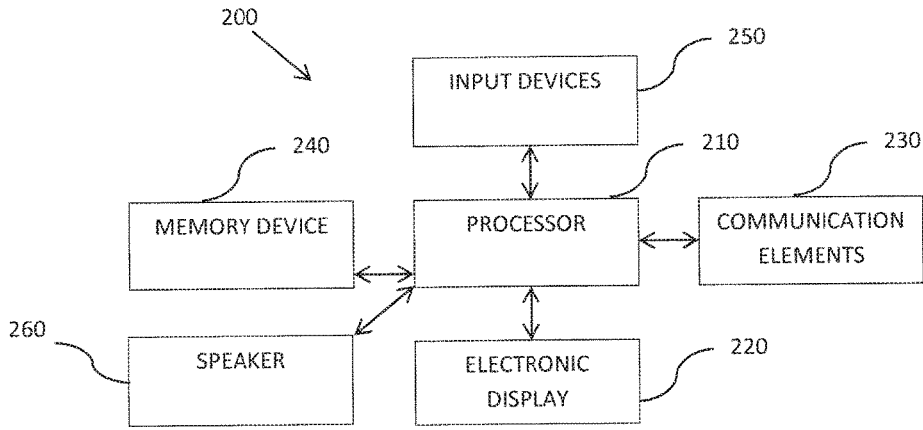 200
250
INPUT DEVICES
240
210
230
MEMORY DEVICE
PROCESSOR
COMMUNICATION
ELEMENTS
260
SPEAKER
ELECTRONIC
DISPLAY
220